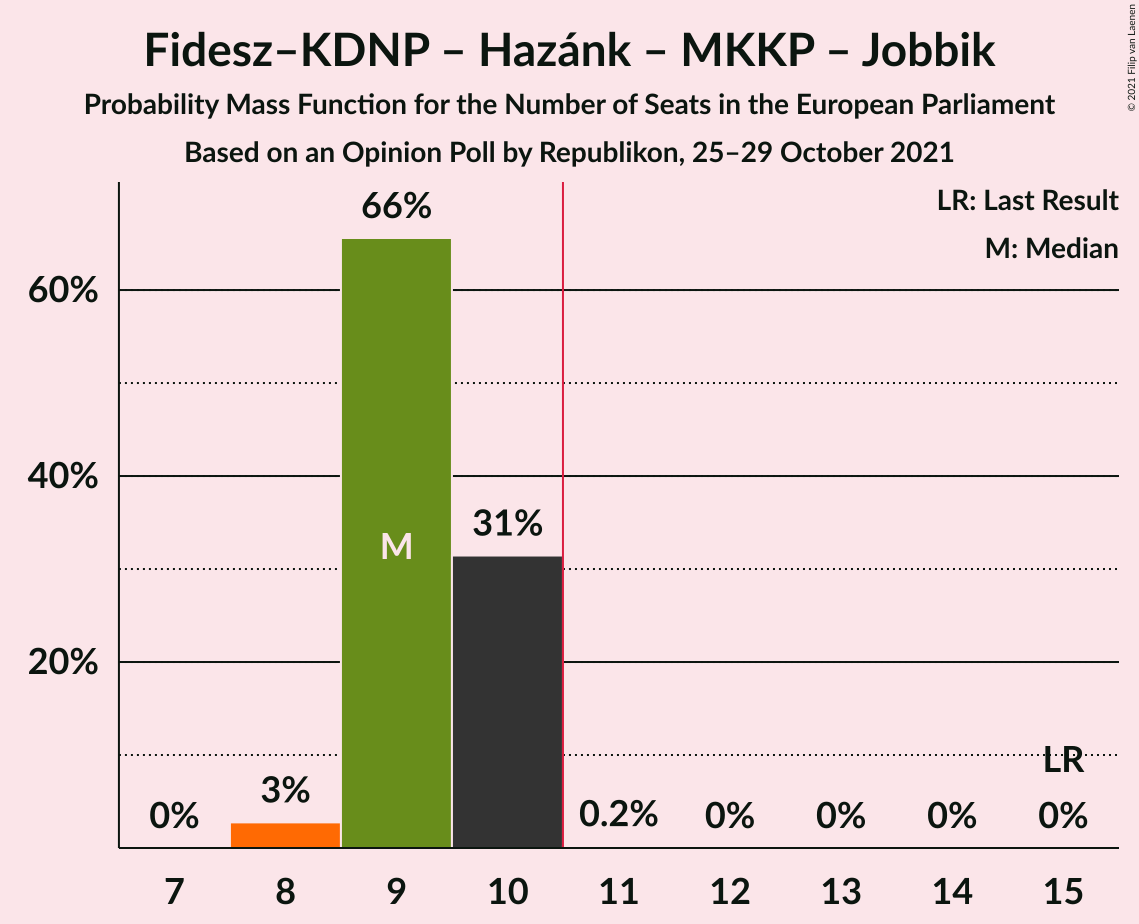 Fidesz–KDNP – Hazánk – MKKP – Jobbik
Probability Mass Function for the Number of Seats in the European Parliament
Based on an Opinion Poll by Republikon, 25–29 October 2021
© 2021 Filip van Laenen
LR: Last Result
M: Median
66%
60%
M
31%
40%
20%
LR
0%
3%
0.2%
0%
0%
0%
0%
7
8
9
10
11
12
13
14
15